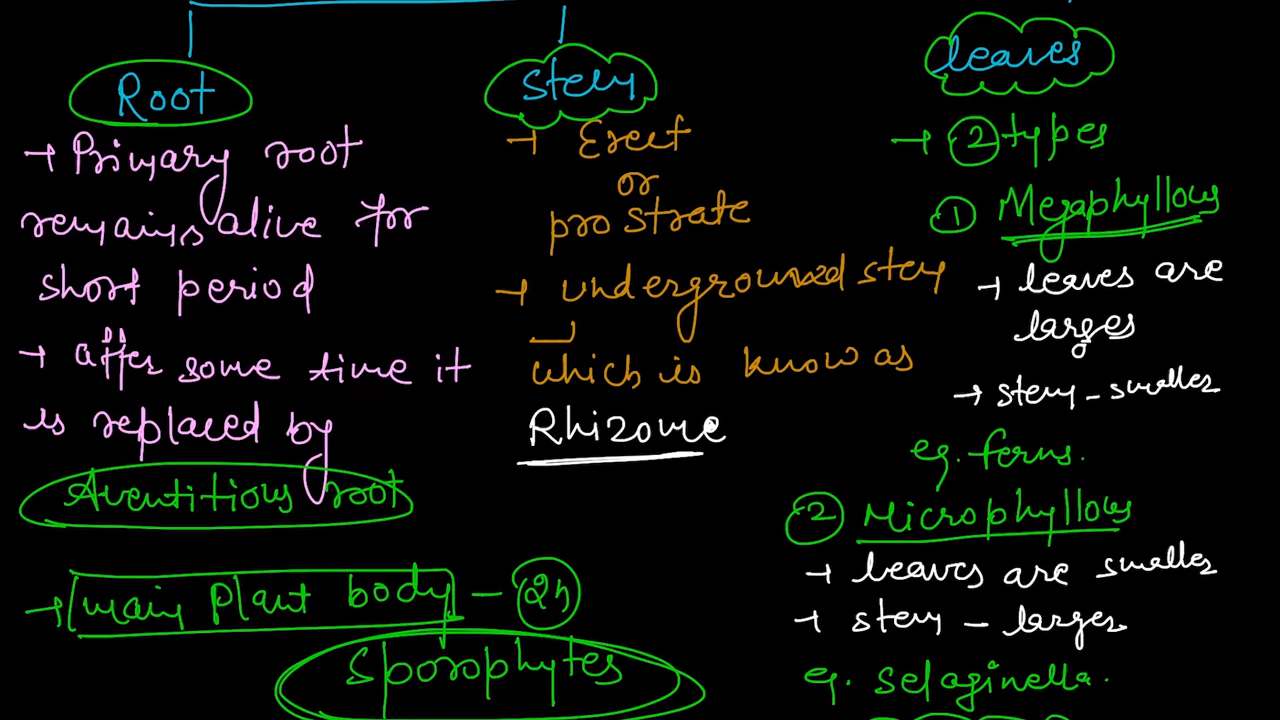 Root
→ Primary root
remains alive for
short period
→ after some time it
is replaced by
Aventitious root
→ main plant body - 2n
Sporophytes
stem
→ Erect
or
prostrate
→ underground stem
which is know as
Rhizome
leaves
→ 2 types
① Megaphyllous
→ leaves are
larges
→ stem - smaller
eg. ferns.
② Microphyllous
→ leaves are smaller
→ stem - larger
eg. selaginella.